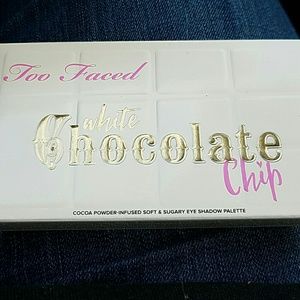 Too Faced
white
Chocolate
Chip
COCOA POWDER-INFUSED SOFT & SUGARY EYE SHADOW PALETTE